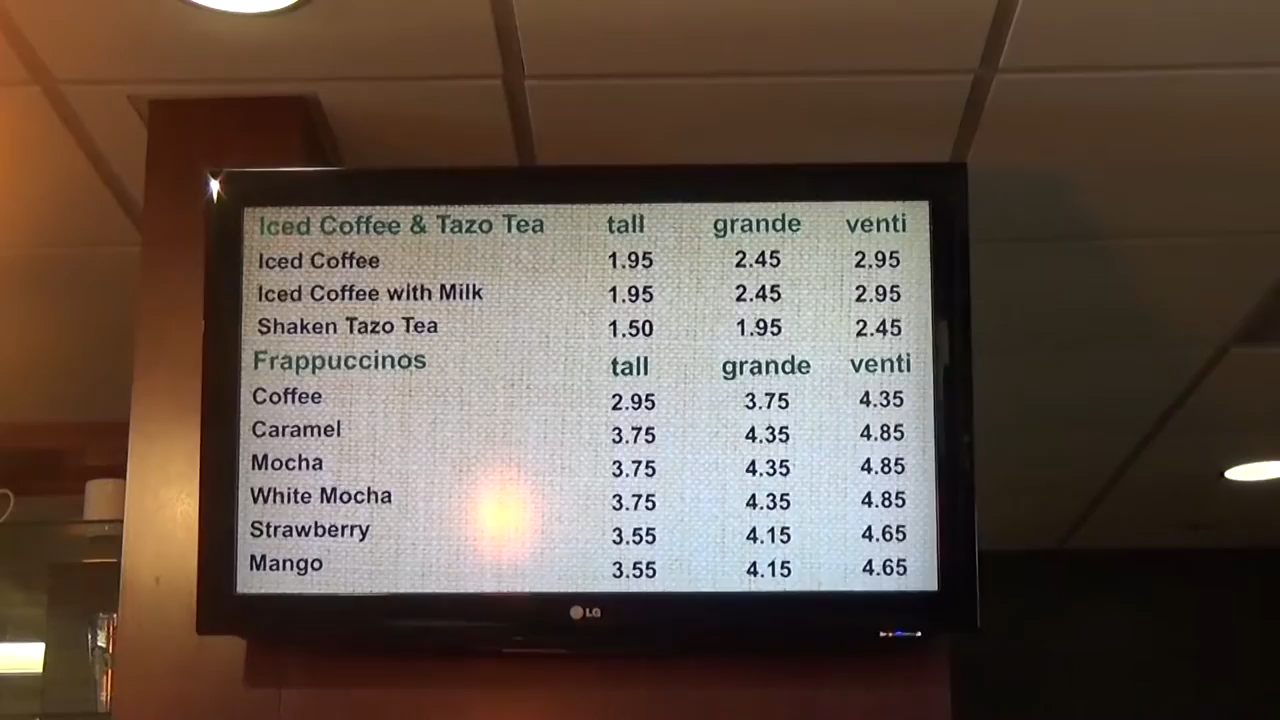 Iced Coffee & Tazo Tea tall grande venti
Iced Coffee 1.95 2.45 2.95
Iced Coffee with Milk 1.95 2.45 2.95
Shaken Tazo Tea 1.50 1.95 2.45
Frappuccinos tall grande venti
Coffee 2.95 3.75 4.35
Caramel 3.75 4.35 4.85
Mocha 3.75 4.35 4.85
White Mocha 3.75 4.35 4.85
Strawberry 3.55 4.15 4.65
Mango 3.55 4.15 4.65
LG